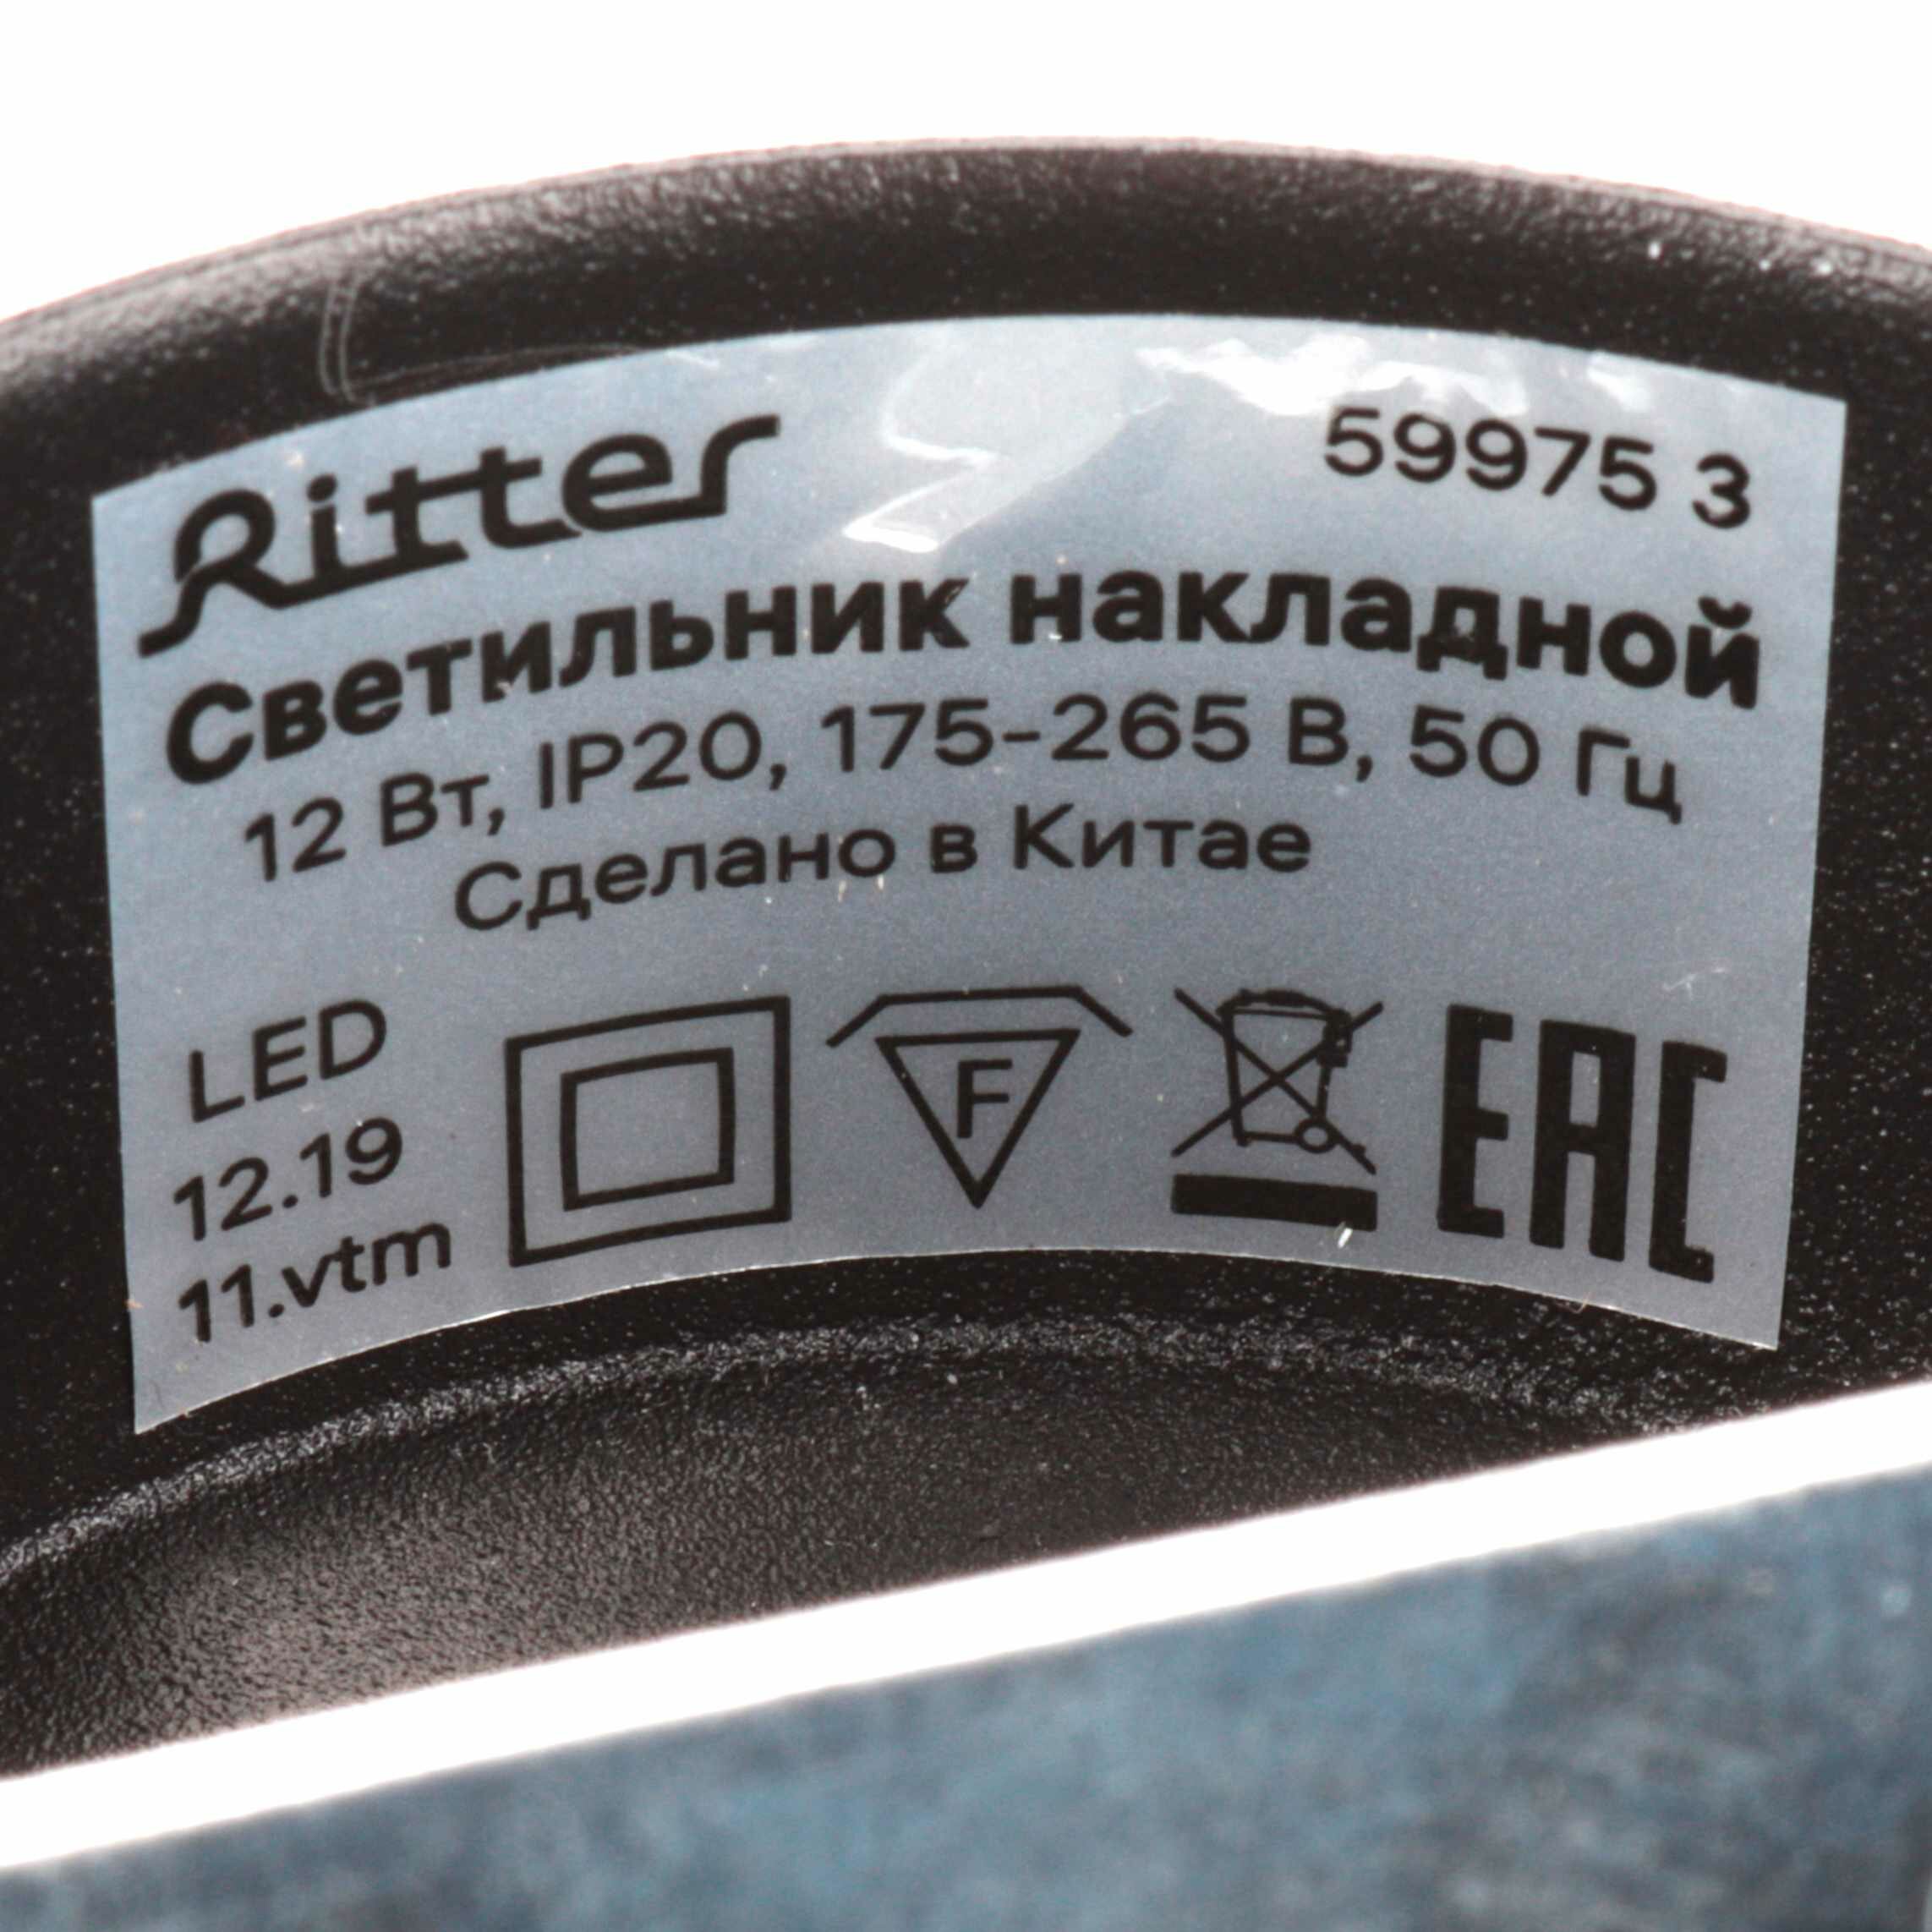 Ritter 59975 3
Светильник накладной
12 Вт, IP20, 175-265 В, 50 Гц
Сделано в Китае
LED
12.19
11.vtm
F
EAC